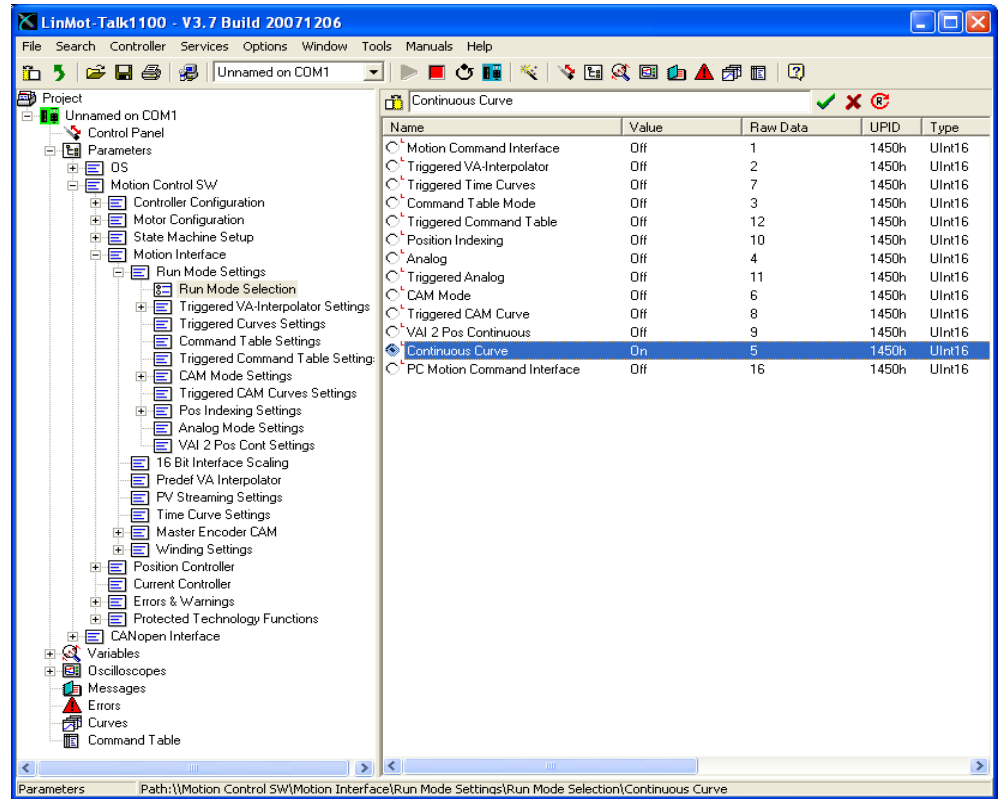 LinMot-Talk1100 - V3.7 Build 20071206
File Search Controller Services Options Window Tools Manuals Help
Unnamed on COM1
Project
Unnamed on COM1
Control Panel
Parameters
OS
Motion Control SW
Controller Configuration
Motor Configuration
State Machine Setup
Motion Interface
Run Mode Settings
Run Mode Selection
Triggered VA-Interpolator Settings
Triggered Curves Settings
Command Table Settings
Triggered Command Table Setting
CAM Mode Settings
Triggered CAM Curves Settings
Pos Indexing Settings
Analog Mode Settings
VAI 2 Pos Cont Settings
16 Bit Interface Scaling
Predef VA Interpolator
PV Streaming Settings
Time Curve Settings
Master Encoder CAM
Winding Settings
Position Controller
Current Controller
Errors & Warnings
Protected Technology Functions
CANopen Interface
Variables
Oscilloscopes
Messages
Errors
Curves
Command Table
Continuous Curve
Name Value Raw Data UPID Type
Motion Command Interface Off 1 1450h UInt16
Triggered VA-Interpolator Off 2 1450h UInt16
Triggered Time Curves Off 7 1450h UInt16
Command Table Mode Off 3 1450h UInt16
Triggered Command Table Off 12 1450h UInt16
Position Indexing Off 10 1450h UInt16
Analog Off 4 1450h UInt16
Triggered Analog Off 11 1450h UInt16
CAM Mode Off 6 1450h UInt16
Triggered CAM Curve Off 8 1450h UInt16
VAI 2 Pos Continuous Off 9 1450h UInt16
Continuous Curve On 5 1450h UInt16
PC Motion Command Interface Off 16 1450h UInt16
Parameters Path:\\Motion Control SW\Motion Interface\Run Mode Settings\Run Mode Selection\Continuous Curve